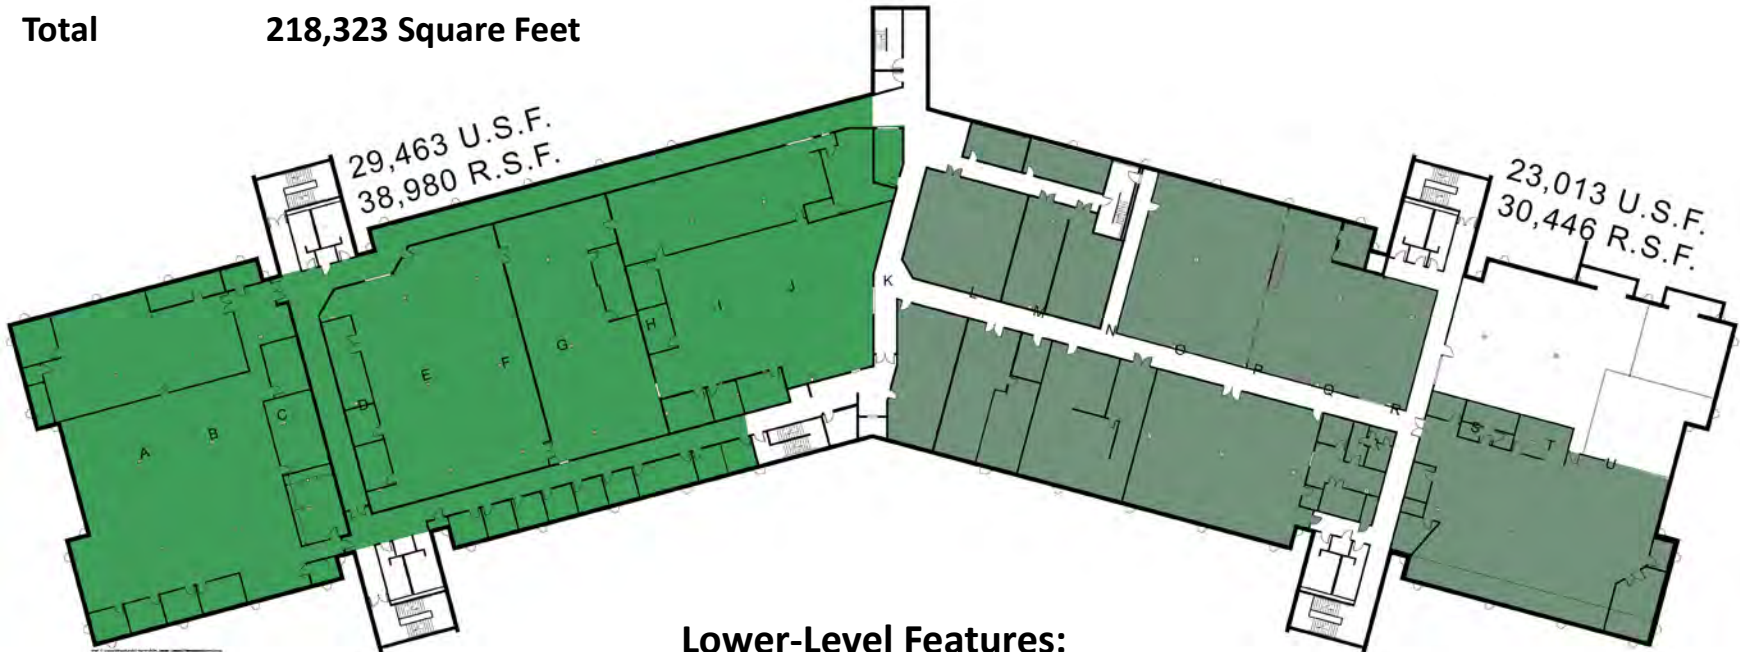 Total 218,323 Square Feet
29,463 U.S.F.
38,980 R.S.F.
23,013 U.S.F.
30,446 R.S.F.
A
B
C
D
E
F
G
H
I
J
K
L
M
N
O
P
Q
R
S
T
U
Lower-Level Features: